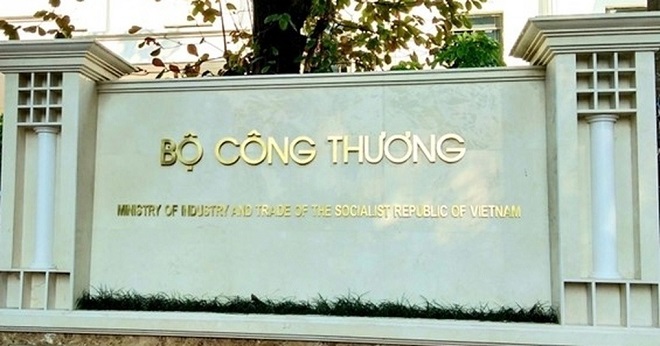 BỘ CÔNG THƯƠNG
MINISTRY OF INDUSTRY AND TRADE OF THE SOCIALIST REPUBLIC OF VIETNAM